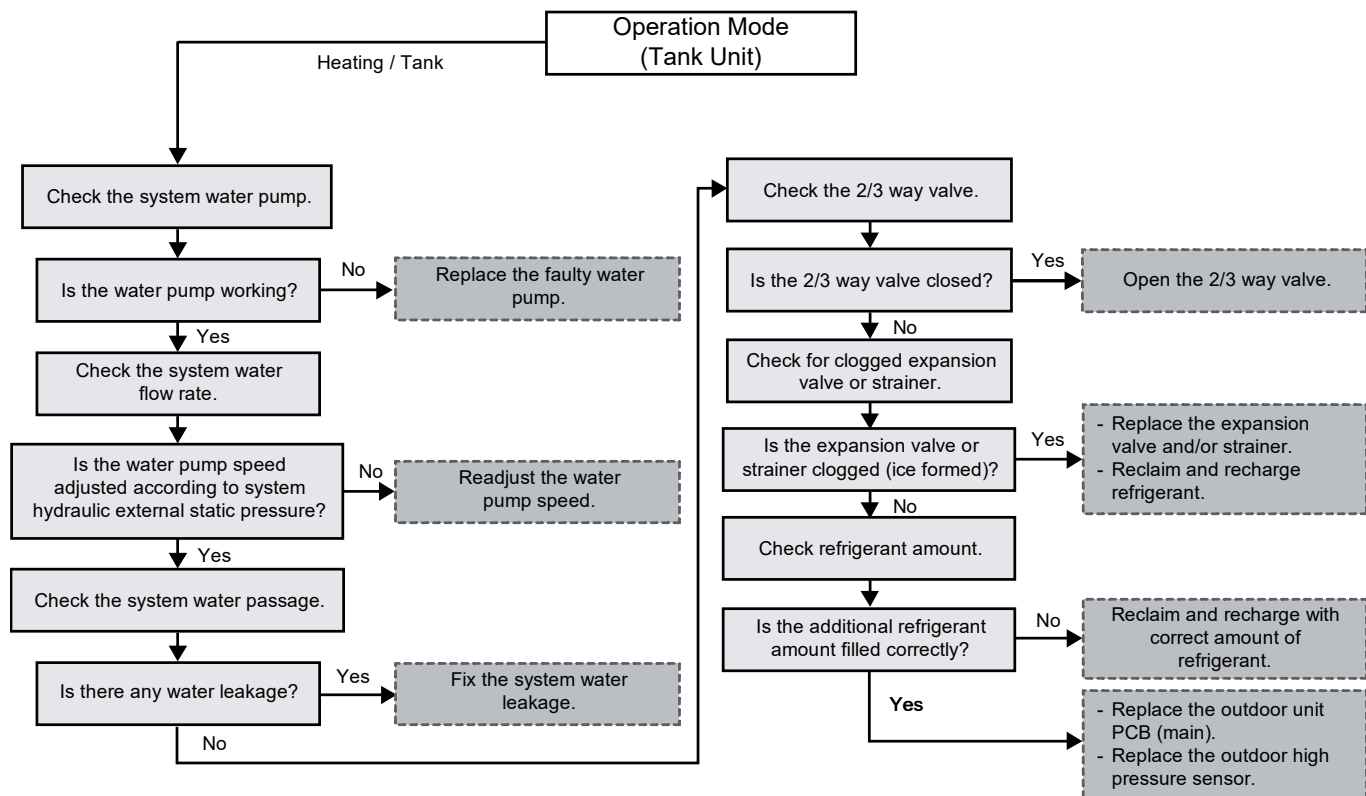 Operation Mode
(Tank Unit)
Heating / Tank
Check the system water pump.
Is the water pump working?
No
Replace the faulty water
pump.
Yes
Check the system water
flow rate.
Is the water pump speed
adjusted according to system
hydraulic external static pressure?
No
Readjust the water
pump speed.
Yes
Check the system water passage.
Is there any water leakage?
Yes
Fix the system water
leakage.
No
Check the 2/3 way valve.
Is the 2/3 way valve closed?
Yes
Open the 2/3 way valve.
No
Check for clogged expansion
valve or strainer.
Is the expansion valve or
strainer clogged (ice formed)?
Yes
- Replace the expansion
valve and/or strainer.
- Reclaim and recharge
refrigerant.
No
Check refrigerant amount.
Is the additional refrigerant
amount filled correctly?
No
Reclaim and recharge with
correct amount of
refrigerant.
Yes
- Replace the outdoor unit
PCB (main).
- Replace the outdoor high
pressure sensor.